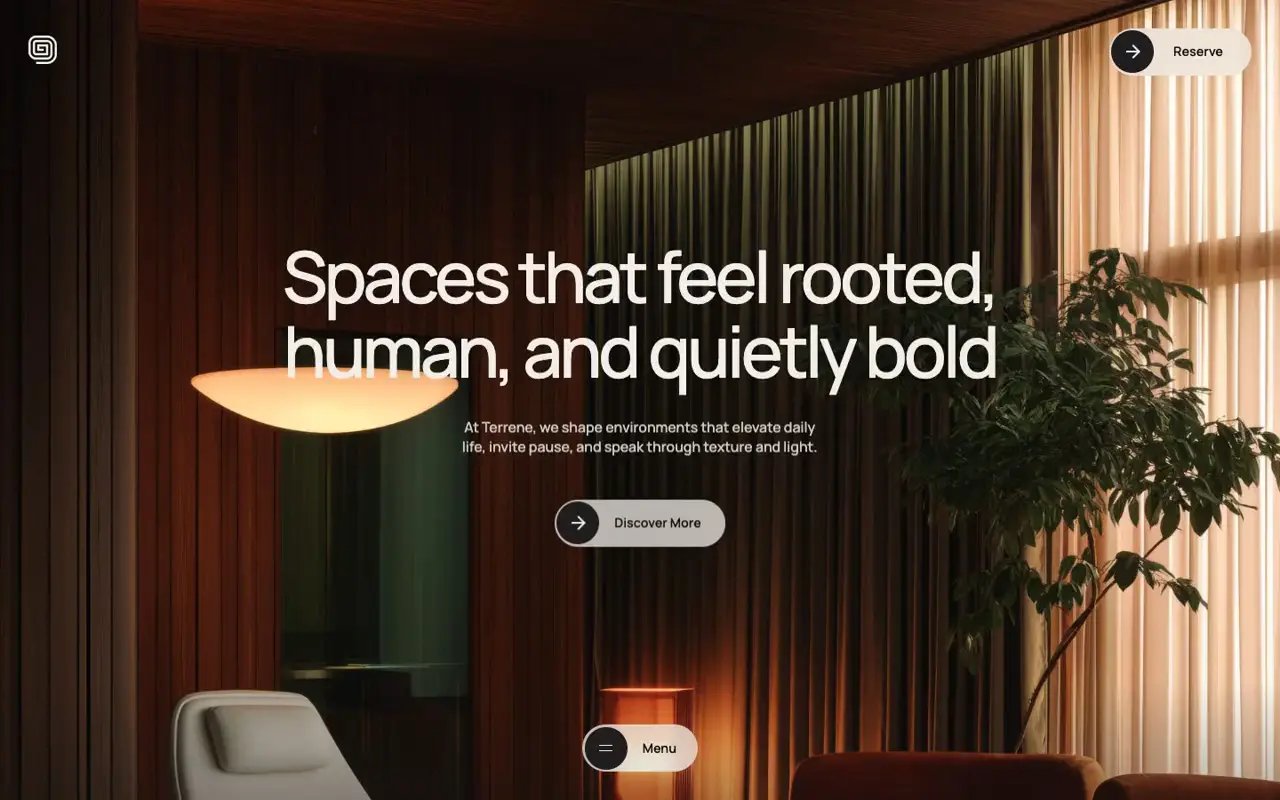 Reserve
Spaces that feel rooted,
human, and quietly bold
At Terrene, we shape environments that elevate daily
life, invite pause, and speak through texture and light.
Discover More
Menu